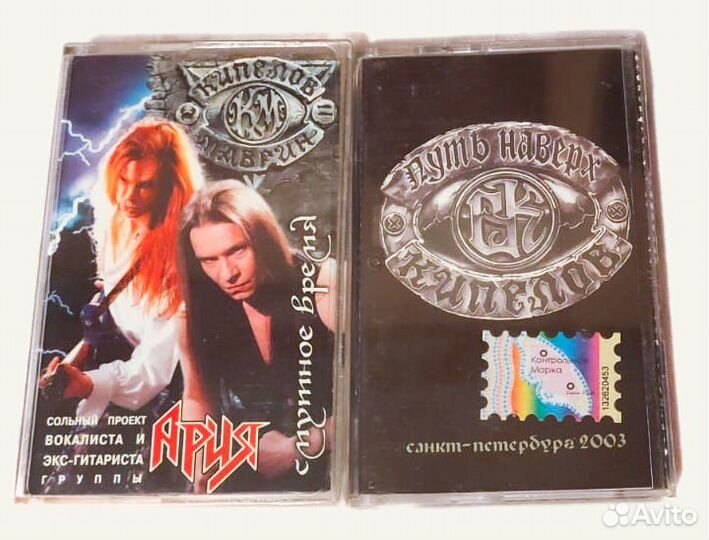 КИПЕЛОВ
КМ
МАВРИН
Смутное время
СОЛЬНЫЙ ПРОЕКТ
ВОКАЛИСТА И
ЭКС-ГИТАРИСТА
ГРУППЫ
АРИЯ
Путь наверх
КИПЕЛОВ
Контрольная
Марка
132620453
санкт-петербург 2003
Avito